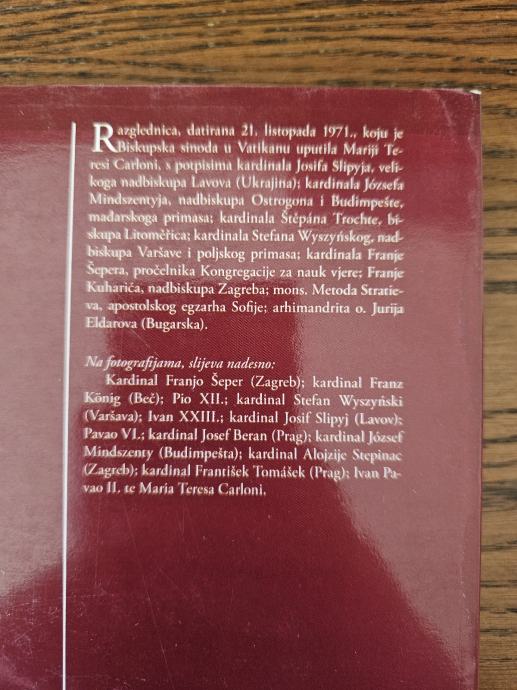 Razglednica, datirana 21. listopada 1971., koju je
Biskupska sinoda u Vatikanu uputila Mariji Te-
resi Carloni, s potpisima kardinala Josifa Slipyja, veli-
koga nadbiskupa Lavova (Ukrajina); kardinala Józsefa
Mindszentyja, nadbiskupa Ostrogona i Budimpešte,
mađarskoga primasa; kardinala Štěpána Trochte, bi-
skupa Litoměřica; kardinala Stefana Wyszyńskog, nad-
biskupa Varšave i poljskog primasa; kardinala Franje
Šepera, pročelnika Kongregacije za nauk vjere; Franje
Kuharića, nadbiskupa Zagreba; mons. Metoda Stratie-
va, apostolskog egzarha Sofije; arhimandrita o. Jurija
Eldarova (Bugarska).
Na fotografijama, slijeva nadesno:
Kardinal Franjo Šeper (Zagreb); kardinal Franz
König (Beč); Pio XII.; kardinal Stefan Wyszyński
(Varšava); Ivan XXIII.; kardinal Josif Slipyj (Lavov);
Pavao VI.; kardinal Josef Beran (Prag); kardinal József
Mindszenty (Budimpešta); kardinal Alojzije Stepinac
(Zagreb); kardinal František Tomášek (Prag); Ivan Pa-
vao II. te Maria Teresa Carloni.